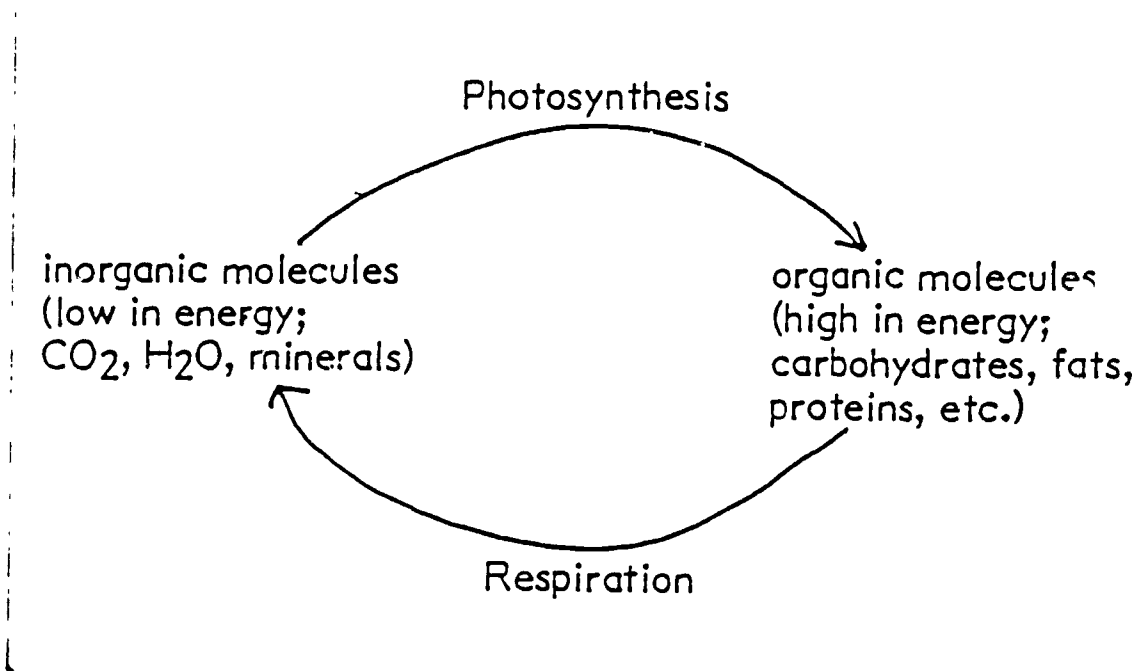 Photosynthesis
inorganic molecules
(low in energy;
CO2, H2O, minerals)
organic molecules
(high in energy;
carbohydrates, fats,
proteins, etc.)
Respiration